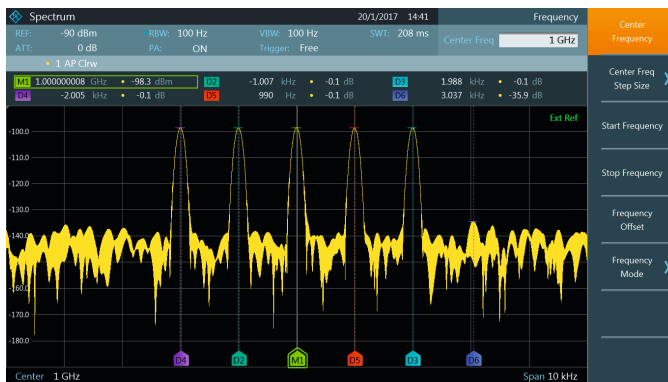 Spectrum 20/1/2017 14:41 Frequency
REF: -90 dBm RBW: 100 Hz VBW: 100 Hz SWT: 208 ms
ATT: 0 dB PA: ON Trigger: Free
Center Freq 1 GHz
1 AP Clrw
M1 1.000000008 GHz -98.3 dBm D2 -1.007 kHz -0.1 dB D3 1.988 kHz -0.1 dB
D4 -2.005 kHz -0.1 dB D5 990 Hz -0.1 dB D6 3.037 kHz -35.9 dB
Ext Ref
-100.0
-110.0
-120.0
-130.0
-140.0
-160.0
-170.0
-180.0
D4 D2 M1 D5 D3 D6
Center 1 GHz Span 10 kHz
Center
Frequency
Center Freq
Step Size
Start Frequency
Stop Frequency
Frequency
Offset
Frequency
Mode